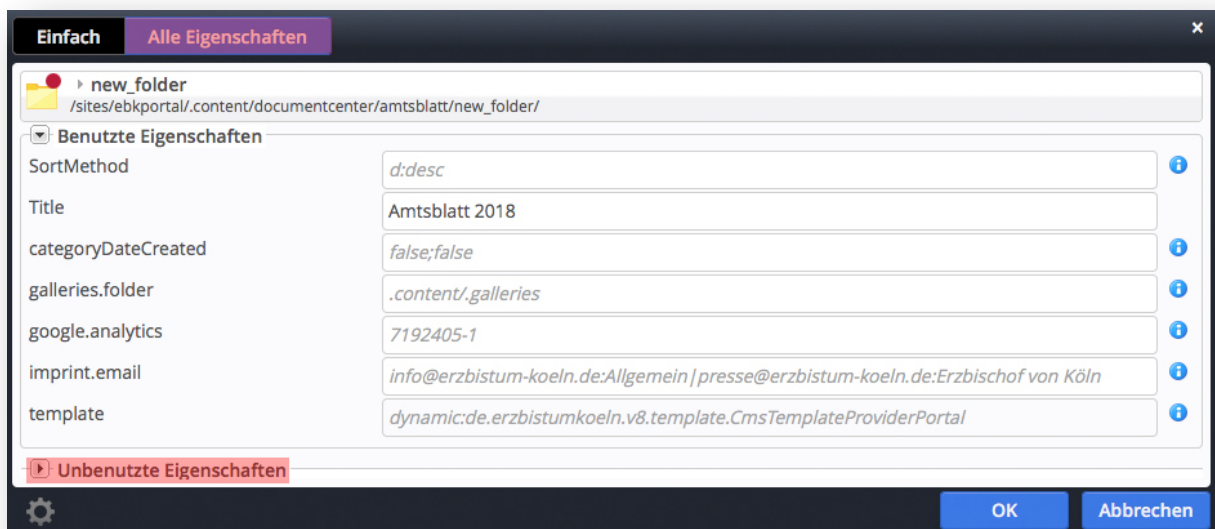 Einfach Alle Eigenschaften
new_folder
/sites/ebkportal/.content/documentcenter/amtsblatt/new_folder/
Benutzte Eigenschaften
SortMethod d:desc
Title Amtsblatt 2018
categoryDateCreated false;false
galleries.folder .content/.galleries
google.analytics 7192405-1
imprint.email info@erzbistum-koeln.de:Allgemein|presse@erzbistum-koeln.de:Erzbischof von Köln
template dynamic:de.erzbistumkoeln.v8.template.CmsTemplateProviderPortal
Unbenutzte Eigenschaften
OK Abbrechen